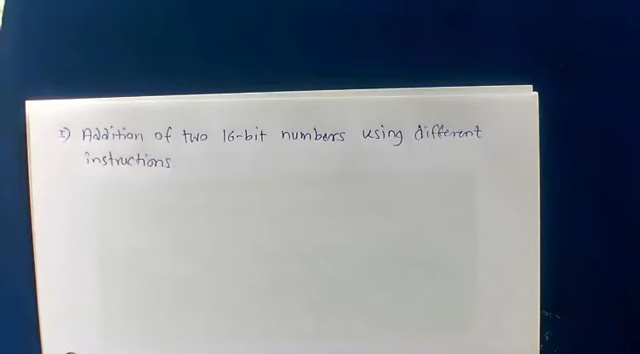 1) Addition of two 16-bit numbers using different
instructions